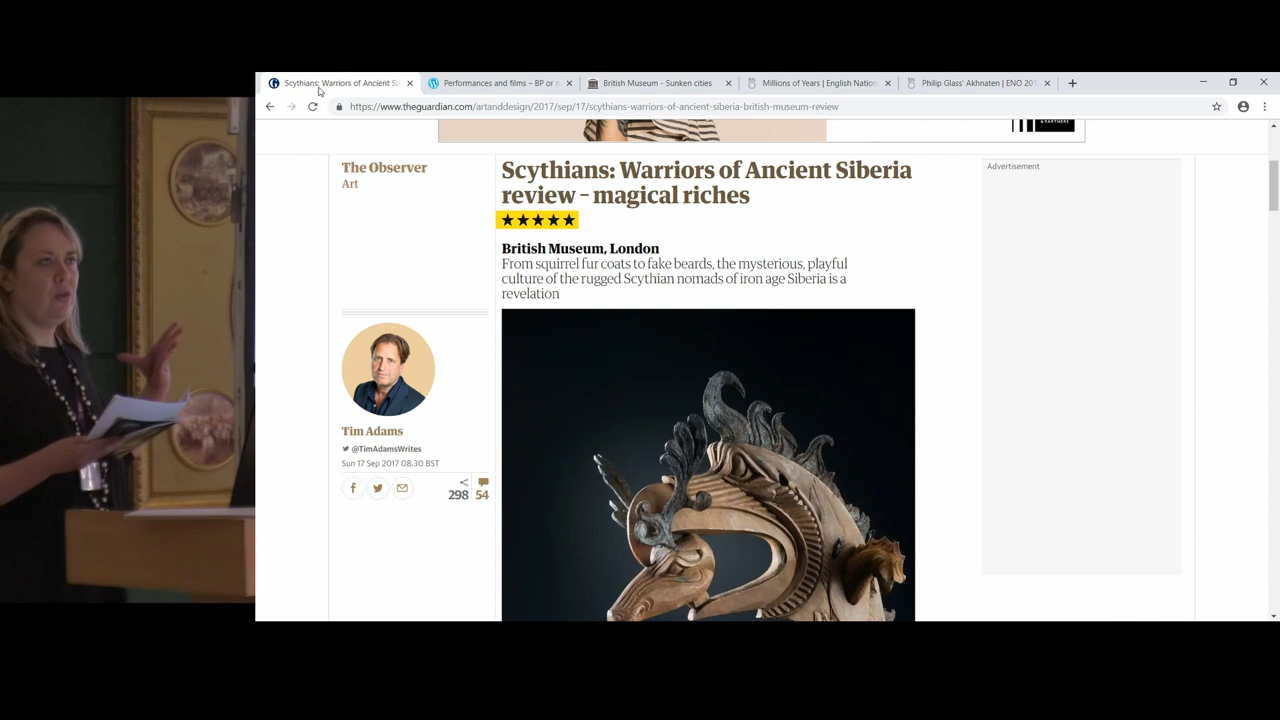 Scythians: Warriors of Ancient Si
Performances and films – BP or n
British Museum - Sunken cities
Millions of Years | English Nation
Philip Glass' Akhnaten | ENO 201
https://www.theguardian.com/artanddesign/2017/sep/17/scythians-warriors-of-ancient-siberia-british-museum-review
& PARTNERS
The Observer
Art
Scythians: Warriors of Ancient Siberia
review – magical riches
★★★★★
British Museum, London
From squirrel fur coats to fake beards, the mysterious, playful
culture of the rugged Scythian nomads of iron age Siberia is a
revelation
Advertisement
Tim Adams
@TimAdamsWrites
Sun 17 Sep 2017 08.30 BST
298
54